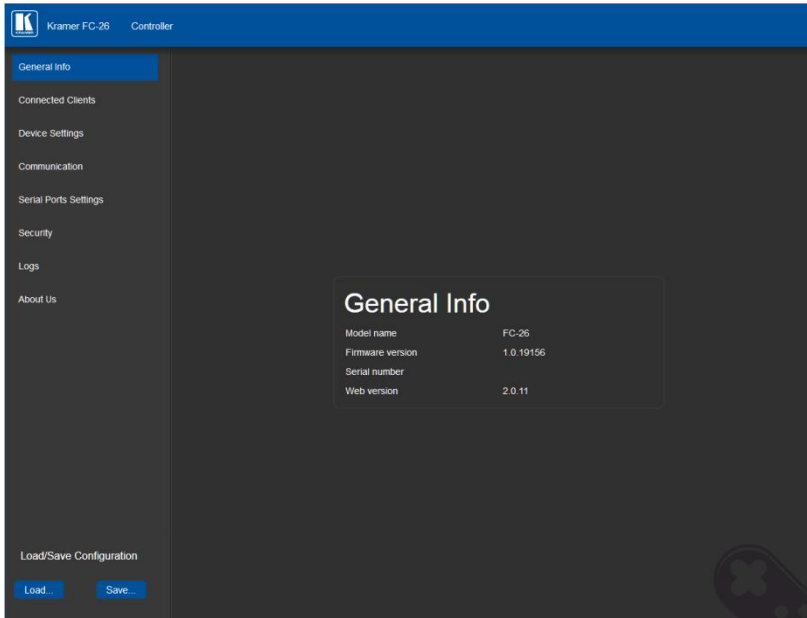 Kramer FC-26 Controller
General Info
Connected Clients
Device Settings
Communication
Serial Ports Settings
Security
Logs
About Us
General Info
Model name FC-26
Firmware version 1.0.19156
Serial number
Web version 2.0.11
Load/Save Configuration
Load... Save...